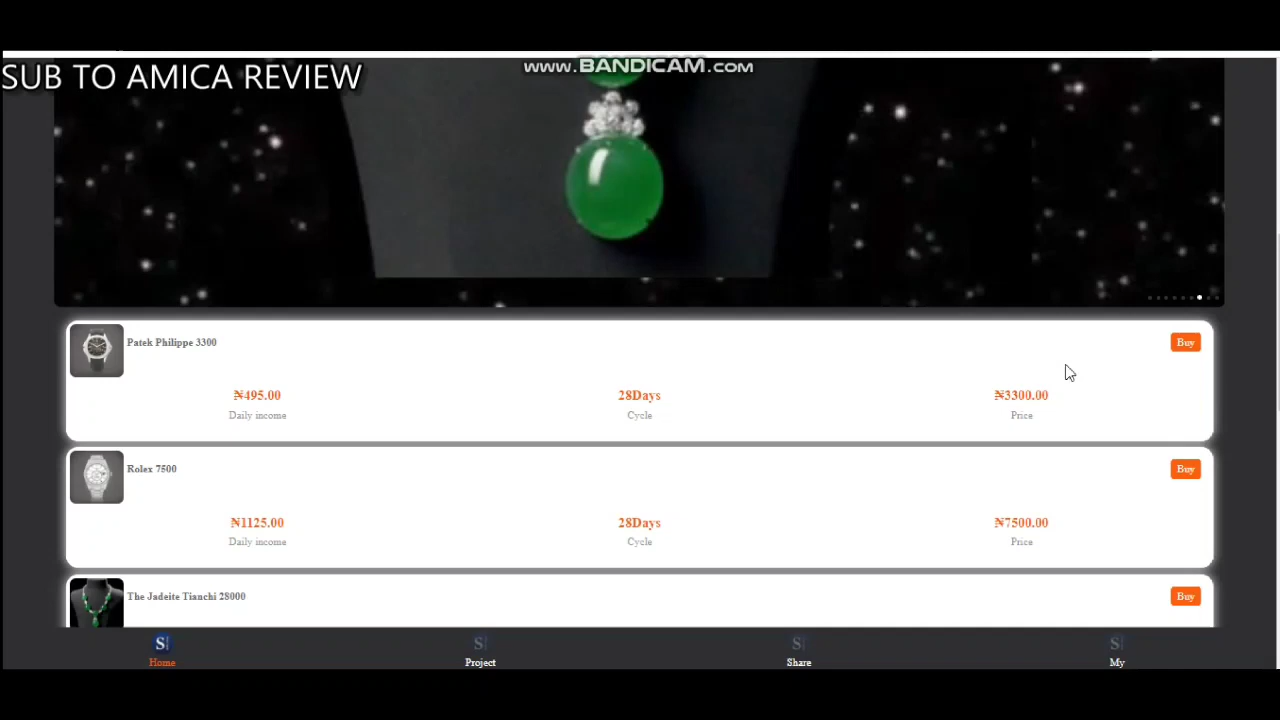 www.BANDICAM.com
SUB TO AMICA REVIEW
Patek Philippe 3300
Buy
₦495.00
28Days
₦3300.00
Daily income
Cycle
Price
Rolex 7500
Buy
₦1125.00
28Days
₦7500.00
Daily income
Cycle
Price
The Jadeite Tianchi 28000
Buy
S
S
S
S
Home
Project
Share
My